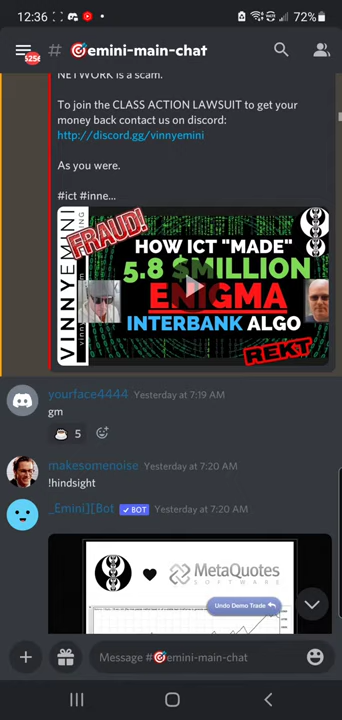 12:36
72%
# 🎯emini-main-chat
NETWORK is a scam.
To join the CLASS ACTION LAWSUIT to get your
money back contact us on discord:
http://discord.gg/vinnyemini
As you were.
#ict #inne...
VINNYEMINI
FRAUD!
HOW ICT "MADE"
5.8 $MILLION
ENIGMA
INTERBANK ALGO
REKT
yourface4444 Yesterday at 7:19 AM
gm
5
makesomenoise Yesterday at 7:20 AM
!hindsight
_Emini][Bot BOT Yesterday at 7:20 AM
MetaQuotes
SOFTWARE
Undo Demo Trade
Message #🎯emini-main-chat